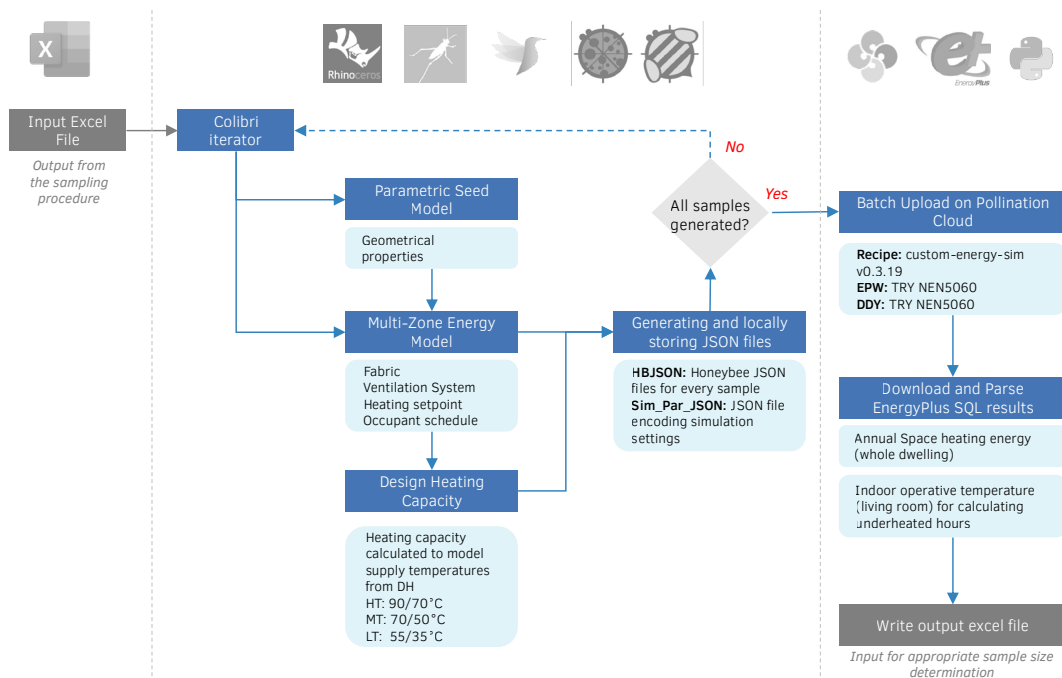 X
Rhinoceros
EnergyPlus
Input Excel
File
Output from
the sampling
procedure
Colibri
iterator
Parametric Seed
Model
Geometrical
properties
Multi-Zone Energy
Model
Fabric
Ventilation System
Heating setpoint
Occupant schedule
Design Heating
Capacity
Heating capacity
calculated to model
supply temperatures
from DH
HT: 90/70°C
MT: 70/50°C
LT: 55/35°C
No
Yes
All samples
generated?
Generating and locally
storing JSON files
HBJSON: Honeybee JSON
files for every sample
Sim_Par_JSON: JSON file
encoding simulation
settings
Batch Upload on Pollination
Cloud
Recipe: custom-energy-sim
v0.3.19
EPW: TRY NEN5060
DDY: TRY NEN5060
Download and Parse
EnergyPlus SQL results
Annual Space heating energy
(whole dwelling)
Indoor operative temperature
(living room) for calculating
underheated hours
Write output excel file
Input for appropriate sample size
determination